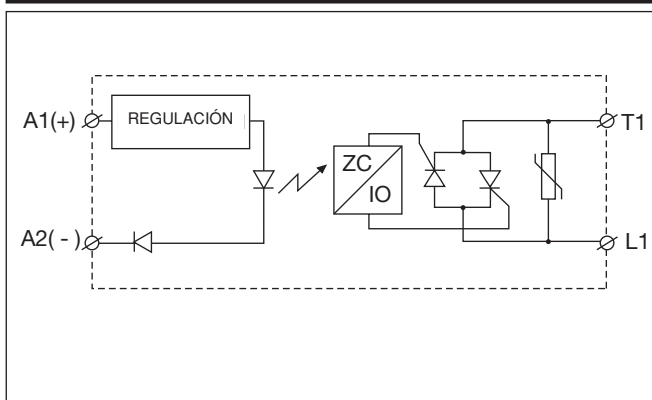 A1(+)
REGULACIÓN
A2( - )
ZC
IO
T1
L1